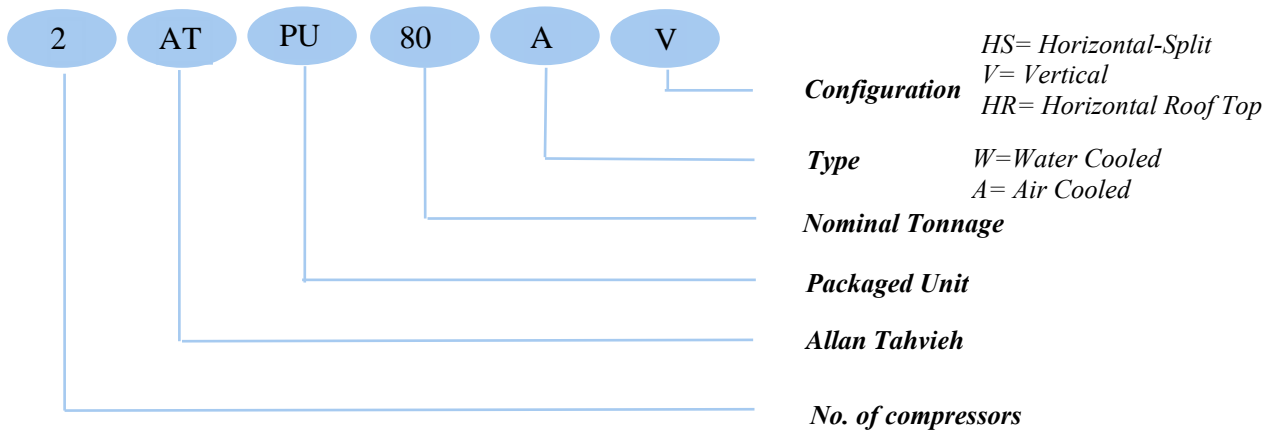 2 AT PU 80 A V
Configuration
HS= Horizontal-Split
V= Vertical
HR= Horizontal Roof Top
Type
W=Water Cooled
A= Air Cooled
Nominal Tonnage
Packaged Unit
Allan Tahvieh
No. of compressors